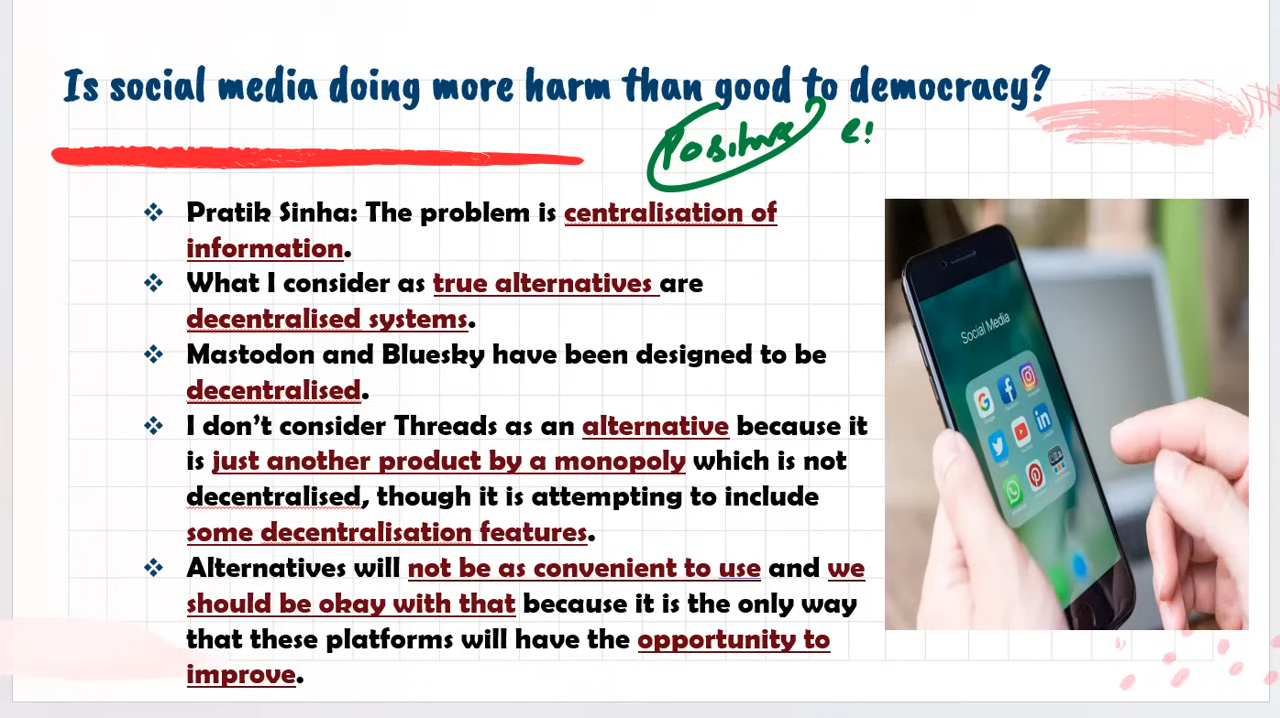 Is social media doing more harm than good to democracy?
Positive e!
Pratik Sinha: The problem is centralisation of
information.
What I consider as true alternatives are
decentralised systems.
Mastodon and Bluesky have been designed to be
decentralised.
I don't consider Threads as an alternative because it
is just another product by a monopoly which is not
decentralised, though it is attempting to include
some decentralisation features.
Alternatives will not be as convenient to use and we
should be okay with that because it is the only way
that these platforms will have the opportunity to
improve.
Social Media